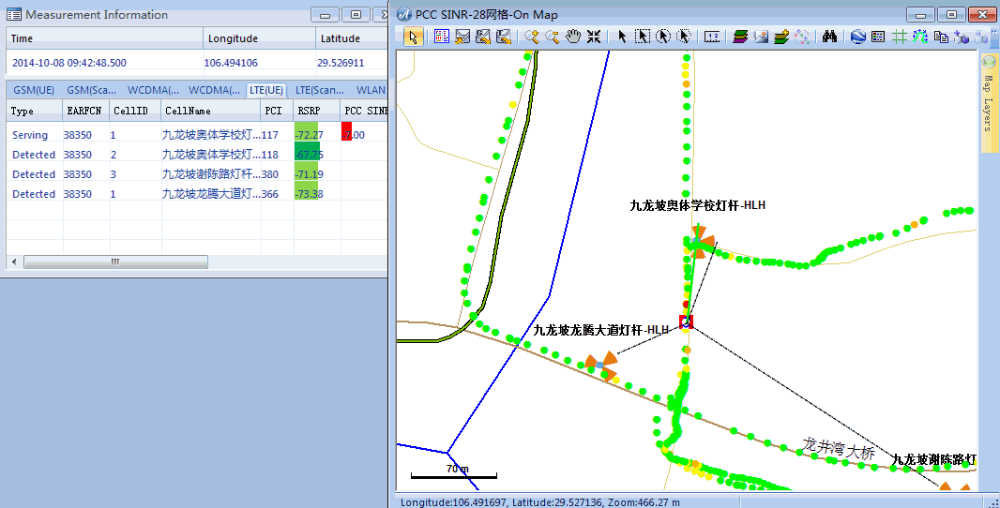 Measurement Information
Time Longitude Latitude
2014-10-08 09:42:48.500 106.494106 29.526911
GSM(UE) GSM(Sca... WCDMA(... WCDMA(... LTE(UE) LTE(Scan... WLAN
Type EARFCN CellID CellName PCI RSRP PCC SINR
Serving 38350 1 九龙坡奥体学校灯...117 -72.27 7.00
Detected 38350 2 九龙坡奥体学校灯...118 -67.75
Detected 38350 3 九龙坡谢陈路灯杆...380 -71.19
Detected 38350 1 九龙坡龙腾大道灯...366 -73.38
PCC SINR-28网格-On Map
Map Layers
九龙坡奥体学校灯杆-HLH
九龙坡龙腾大道灯杆-HLH
龙井湾大桥
九龙坡谢陈路灯
70 m
Longitude:106.491697, Latitude:29.527136, Zoom:466.27 m